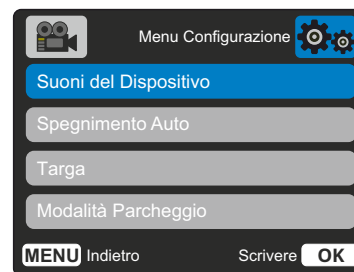 Menu Configurazione
Suoni del Dispositivo
Spegnimento Auto
Targa
Modalità Parcheggio
MENU Indietro Scrivere OK